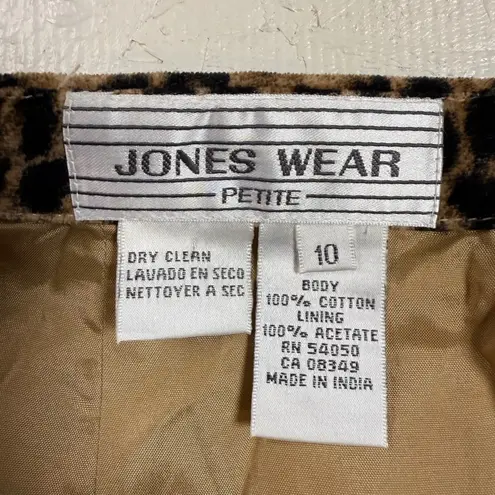 JONES WEAR
PETITE
DRY CLEAN
LAVADO EN SECO
NETTOYER A SEC
10
BODY
100% COTTON
LINING
100% ACETATE
RN 54050
CA 08349
MADE IN INDIA